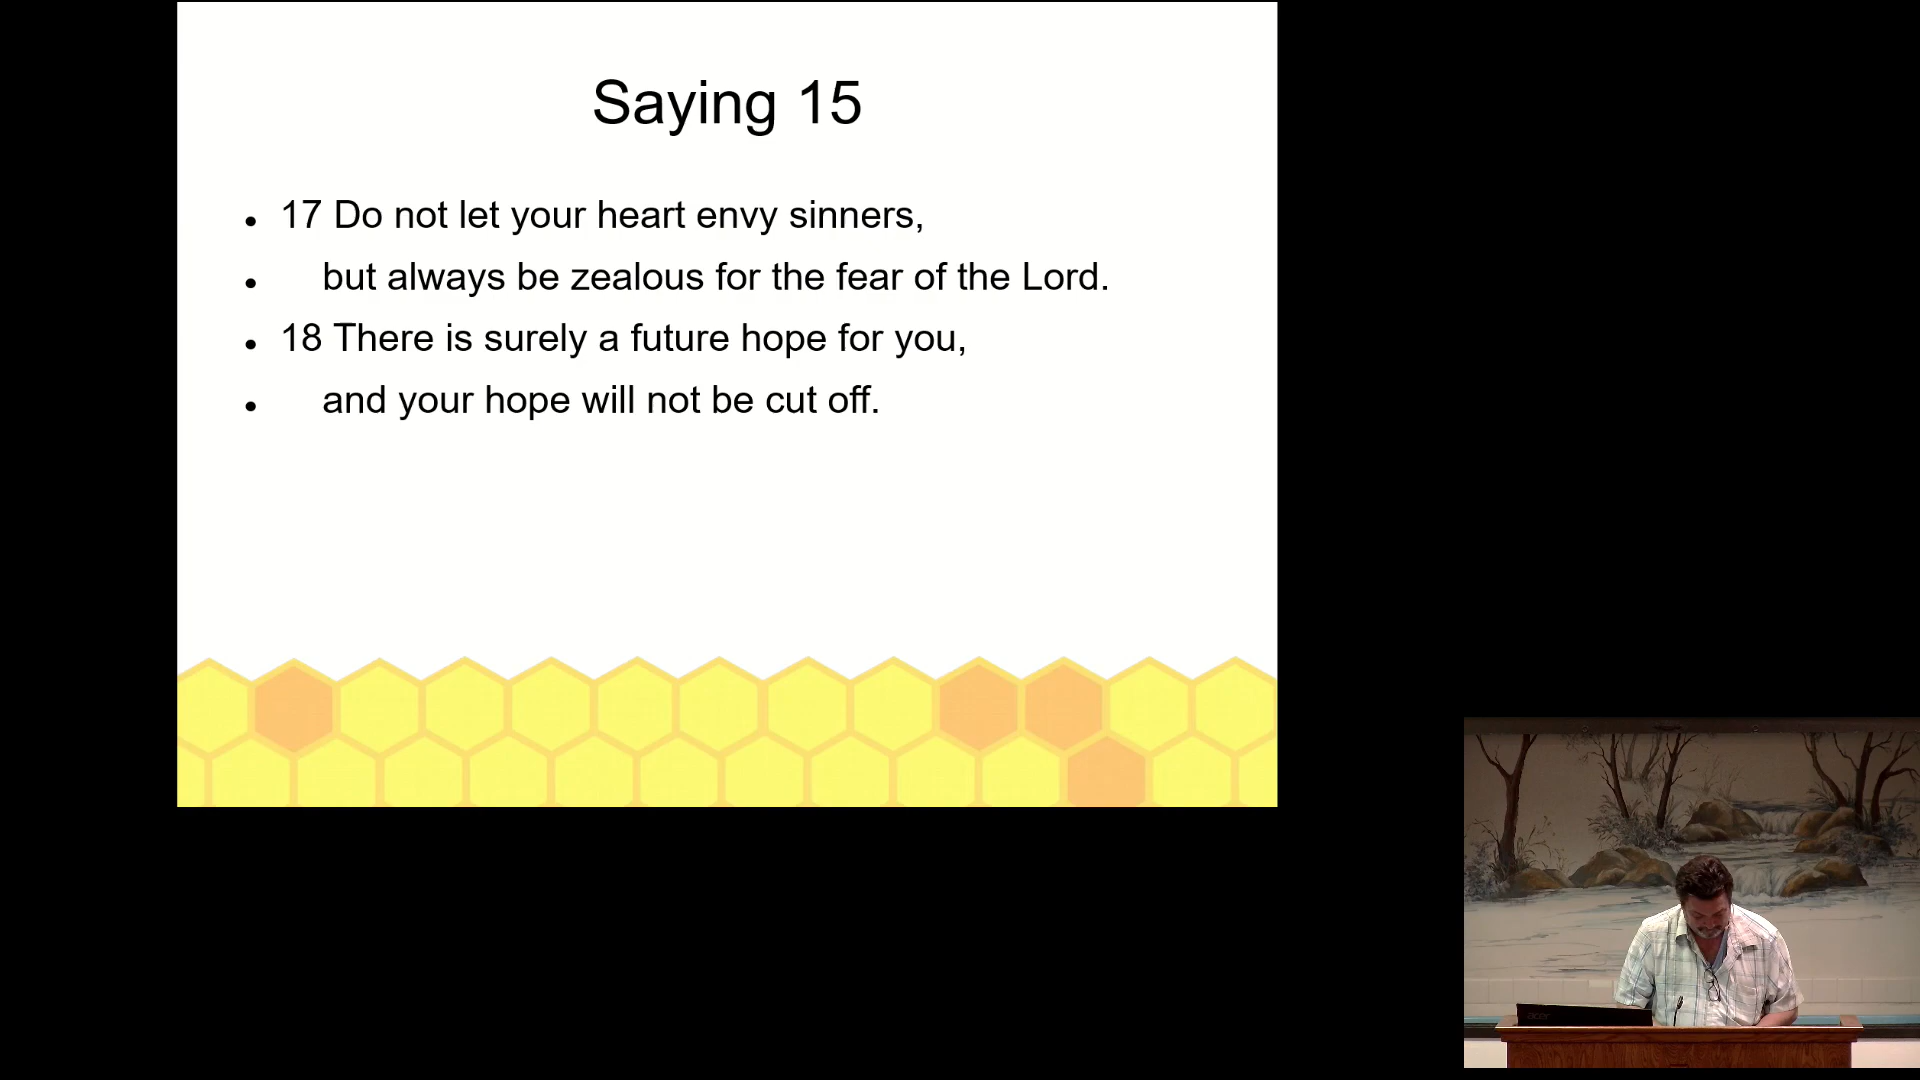 Saying 15
17 Do not let your heart envy sinners,
but always be zealous for the fear of the Lord.
18 There is surely a future hope for you,
and your hope will not be cut off.
acer